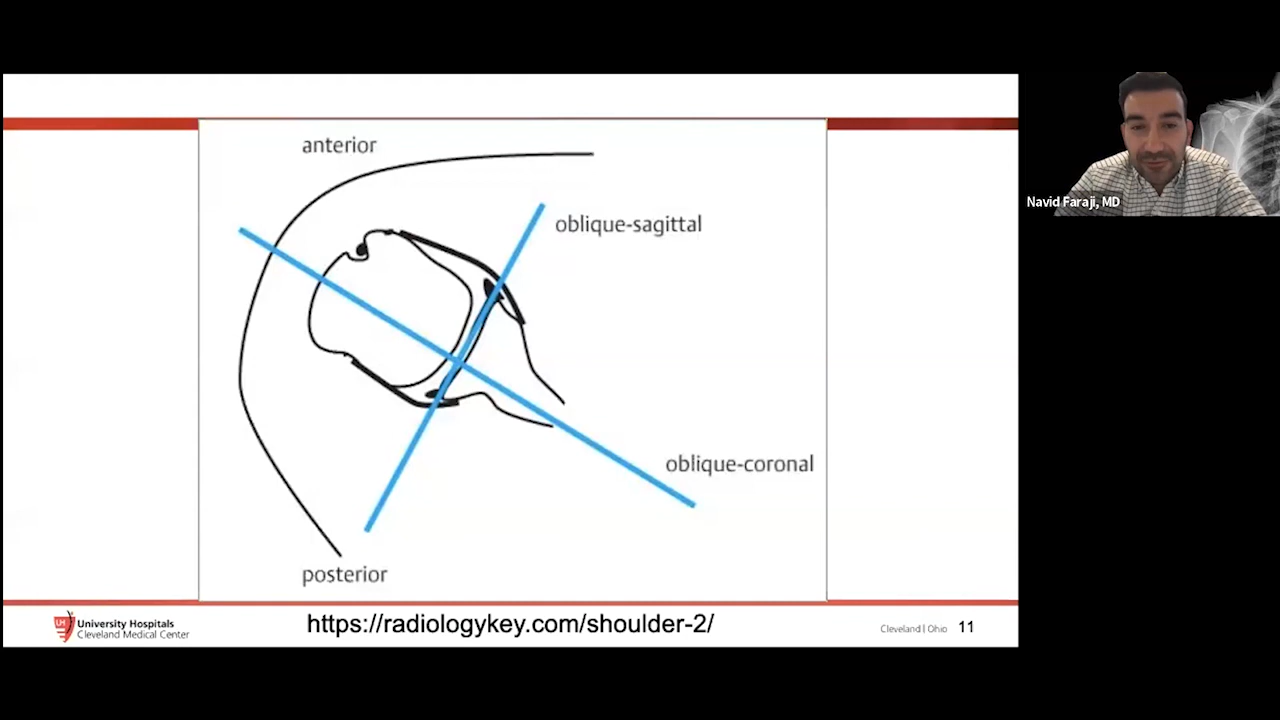 anterior
oblique-sagittal
Navid Faraji, MD
oblique-coronal
posterior
UH
University Hospitals
Cleveland Medical Center
https://radiologykey.com/shoulder-2/
Cleveland | Ohio
11